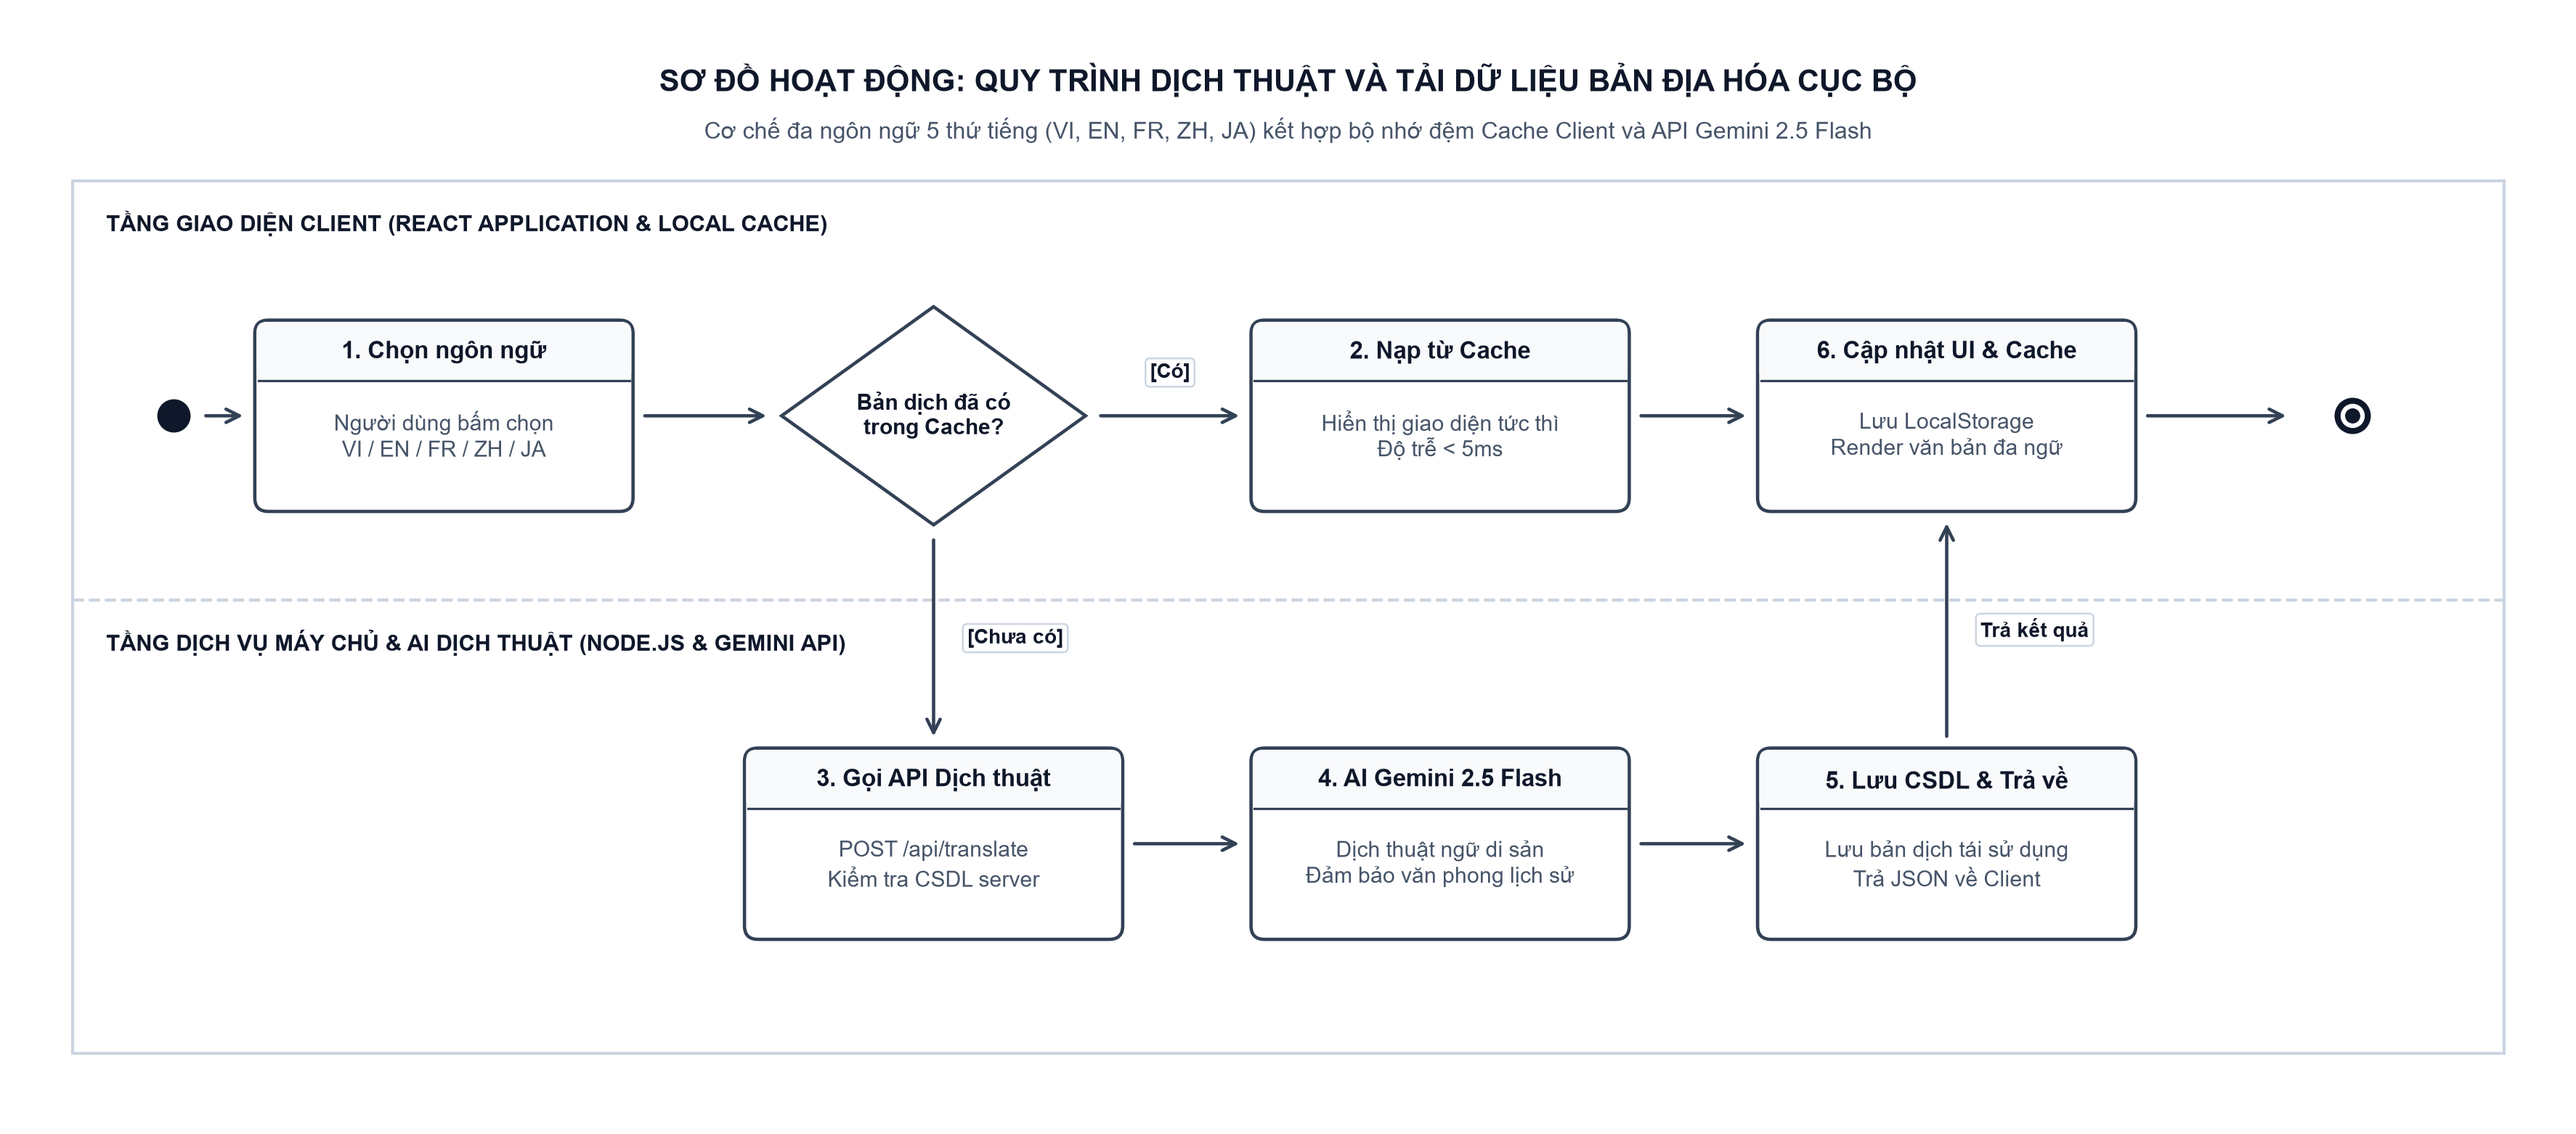 SƠ ĐỒ HOẠT ĐỘNG: QUY TRÌNH DỊCH THUẬT VÀ TẢI DỮ LIỆU BẢN ĐỊA HÓA CỤC BỘ
Cơ chế đa ngôn ngữ 5 thứ tiếng (VI, EN, FR, ZH, JA) kết hợp bộ nhớ đệm Cache Client và API Gemini 2.5 Flash
TẦNG GIAO DIỆN CLIENT (REACT APPLICATION & LOCAL CACHE)
1. Chọn ngôn ngữ
Người dùng bấm chọn
VI / EN / FR / ZH / JA
Bản dịch đã có
trong Cache?
[Có]
2. Nạp từ Cache
Hiển thị giao diện tức thì
Độ trễ < 5ms
6. Cập nhật UI & Cache
Lưu LocalStorage
Render văn bản đa ngữ
TẦNG DỊCH VỤ MÁY CHỦ & AI DỊCH THUẬT (NODE.JS & GEMINI API)
[Chưa có]
Trả kết quả
3. Gọi API Dịch thuật
POST /api/translate
Kiểm tra CSDL server
4. AI Gemini 2.5 Flash
Dịch thuật ngữ di sản
Đảm bảo văn phong lịch sử
5. Lưu CSDL & Trả về
Lưu bản dịch tái sử dụng
Trả JSON về Client